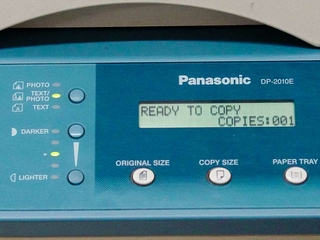 Panasonic DP-2010E
PHOTO
TEXT/
PHOTO
TEXT
READY TO COPY
COPIES:001
DARKER
LIGHTER
ORIGINAL SIZE COPY SIZE PAPER TRAY